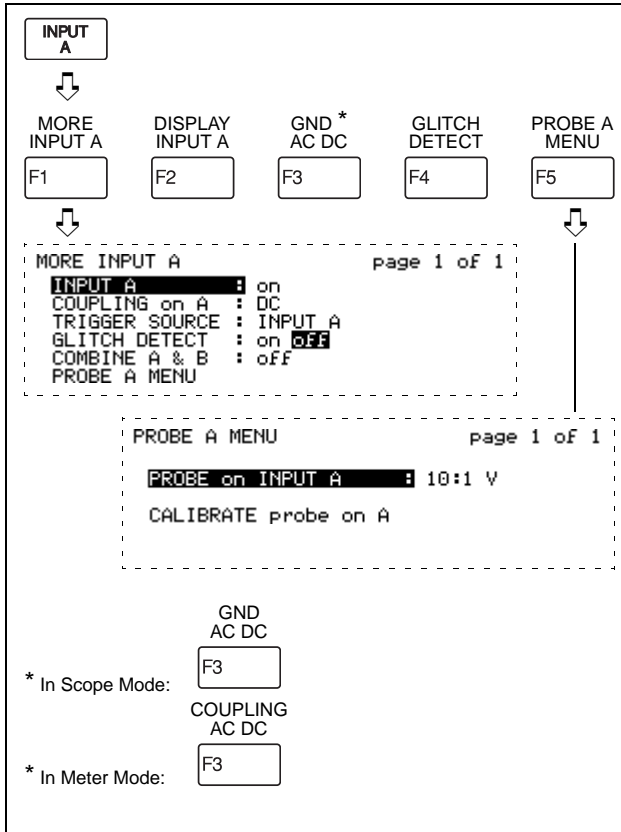 INPUT
A
MORE INPUT A
DISPLAY INPUT A
GND *
AC DC
GLITCH DETECT
PROBE A MENU
F1 F2 F3 F4 F5
MORE INPUT A page 1 of 1
INPUT A : on
COUPLING on A : DC
TRIGGER SOURCE : INPUT A
GLITCH DETECT : on off
COMBINE A & B : off
PROBE A MENU
PROBE A MENU page 1 of 1
PROBE on INPUT A : 10:1 V
CALIBRATE probe on A
GND
AC DC
* In Scope Mode: F3
COUPLING
AC DC
* In Meter Mode: F3